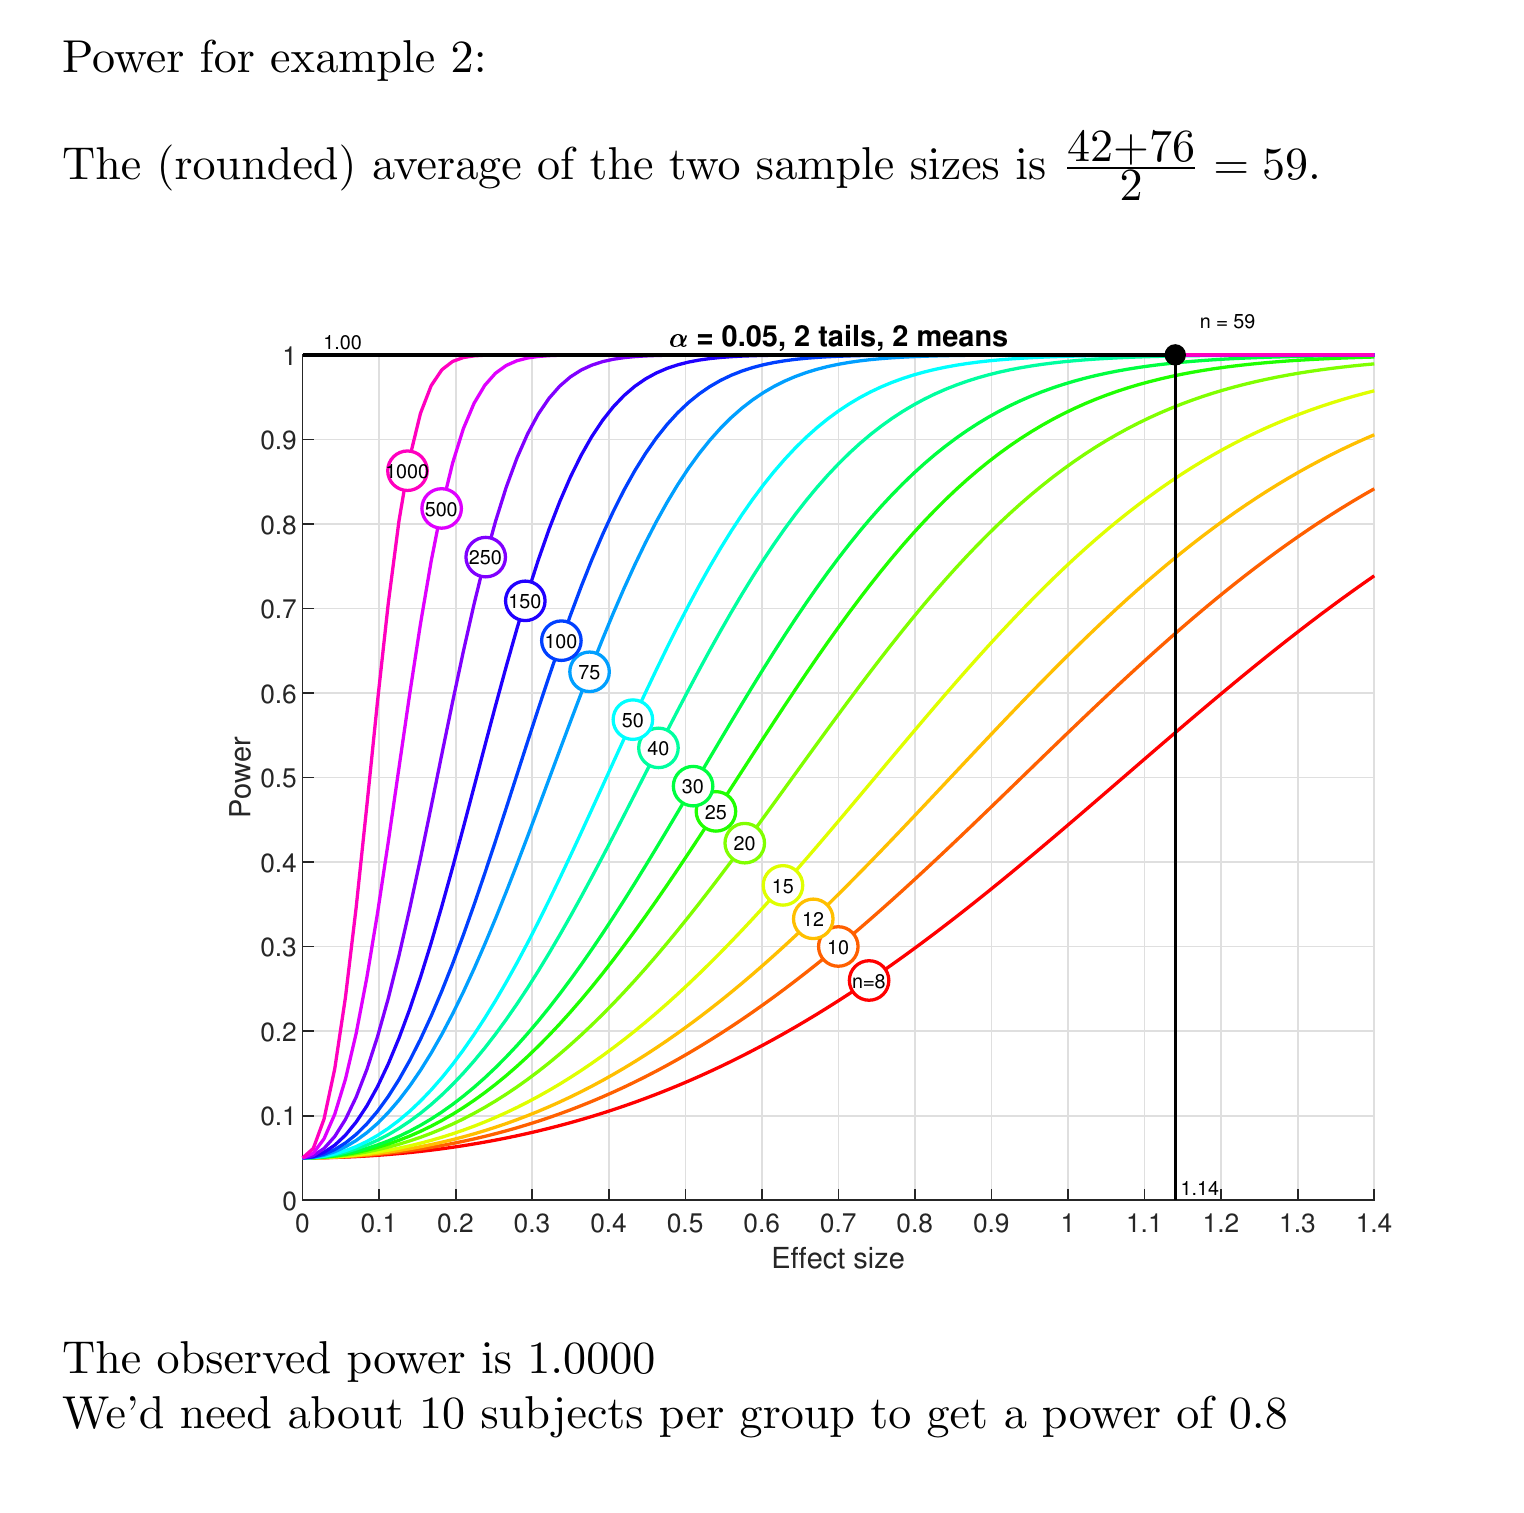 Power for example 2:
The (rounded) average of the two sample sizes is \frac{42+76}{2} = 59.
n = 59
1.00
α = 0.05, 2 tails, 2 means
1
0.9
0.8
0.7
0.6
0.5
0.4
0.3
0.2
0.1
0
Power
1000
500
250
150
100
75
50
40
30
25
20
15
12
10
n=8
1.14
0 0.1 0.2 0.3 0.4 0.5 0.6 0.7 0.8 0.9 1 1.1 1.2 1.3 1.4
Effect size
The observed power is 1.0000
We'd need about 10 subjects per group to get a power of 0.8